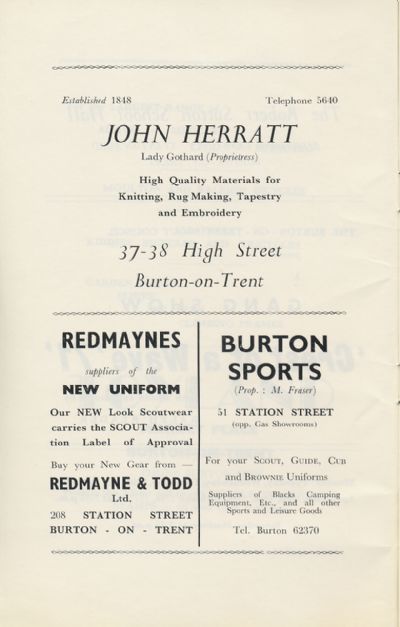 Established 1848
Telephone 5640
JOHN HERRATT
Lady Gothard (Proprietress)
High Quality Materials for
Knitting, Rug Making, Tapestry
and Embroidery
37-38 High Street
Burton-on-Trent
REDMAYNES
suppliers of the
NEW UNIFORM
Our NEW Look Scoutwear
carries the SCOUT Associa-
tion Label of Approval
Buy your New Gear from —
REDMAYNE & TODD
Ltd.
208 STATION STREET
BURTON - ON - TRENT
BURTON
SPORTS
(Prop. : M. Fraser)
51 STATION STREET
(opp. Gas Showrooms)
For your SCOUT, GUIDE, CUB
and BROWNIE Uniforms
Suppliers of Blacks Camping
Equipment, Etc., and all other
Sports and Leisure Goods
Tel. Burton 62370